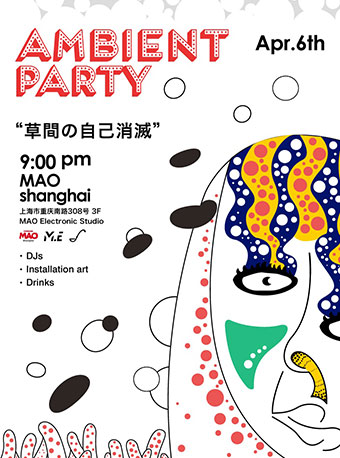 AMBIENT
PARTY
Apr.6th
“草間の自己消滅”
9:00 pm
MAO
shanghai
上海市重庆南路308号 3F
MAO Electronic Studio
MAO M.E
· DJs
· Installation art
· Drinks